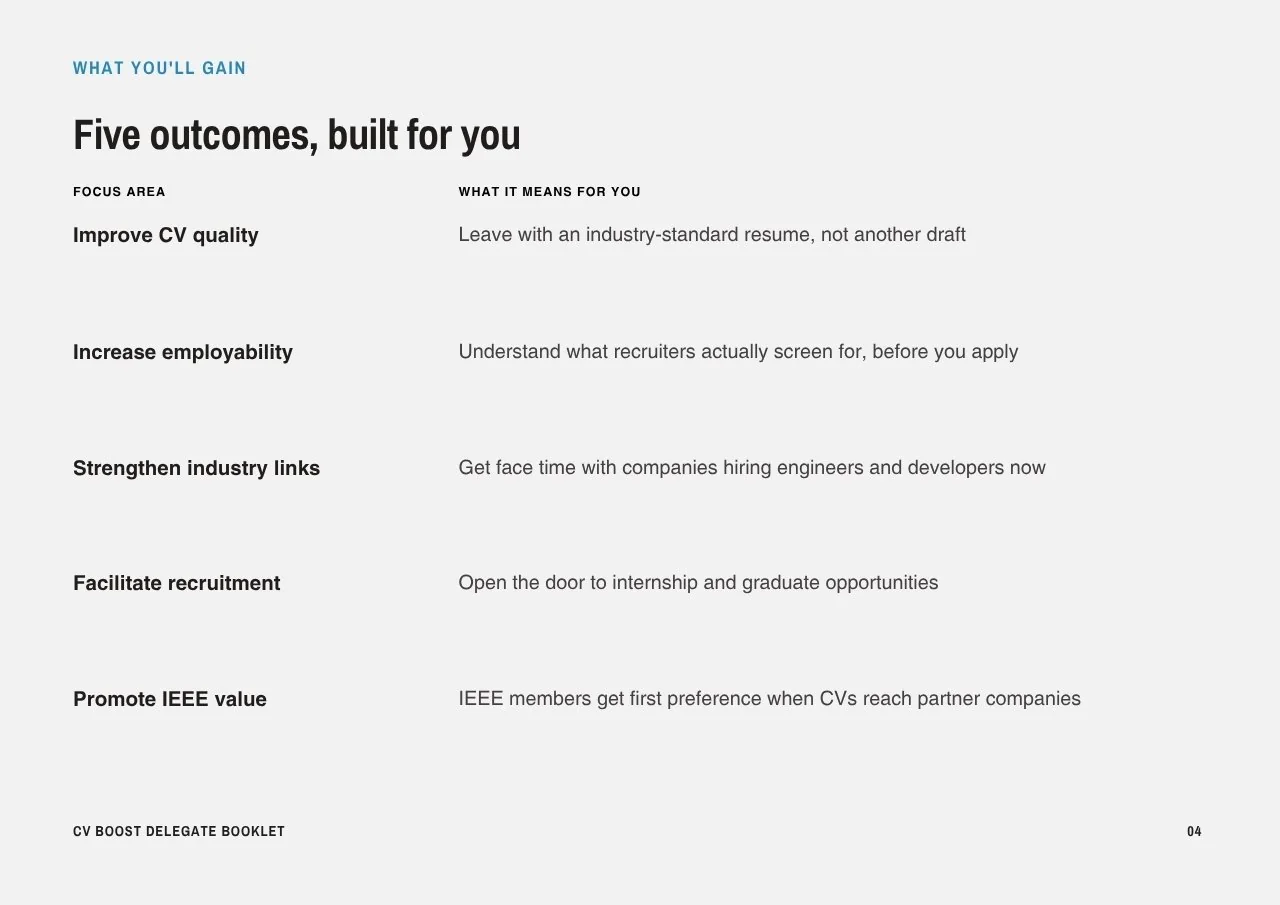 WHAT YOU'LL GAIN
Five outcomes, built for you
FOCUS AREA WHAT IT MEANS FOR YOU
Improve CV quality Leave with an industry-standard resume, not another draft
Increase employability Understand what recruiters actually screen for, before you apply
Strengthen industry links Get face time with companies hiring engineers and developers now
Facilitate recruitment Open the door to internship and graduate opportunities
Promote IEEE value IEEE members get first preference when CVs reach partner companies
CV BOOST DELEGATE BOOKLET 04